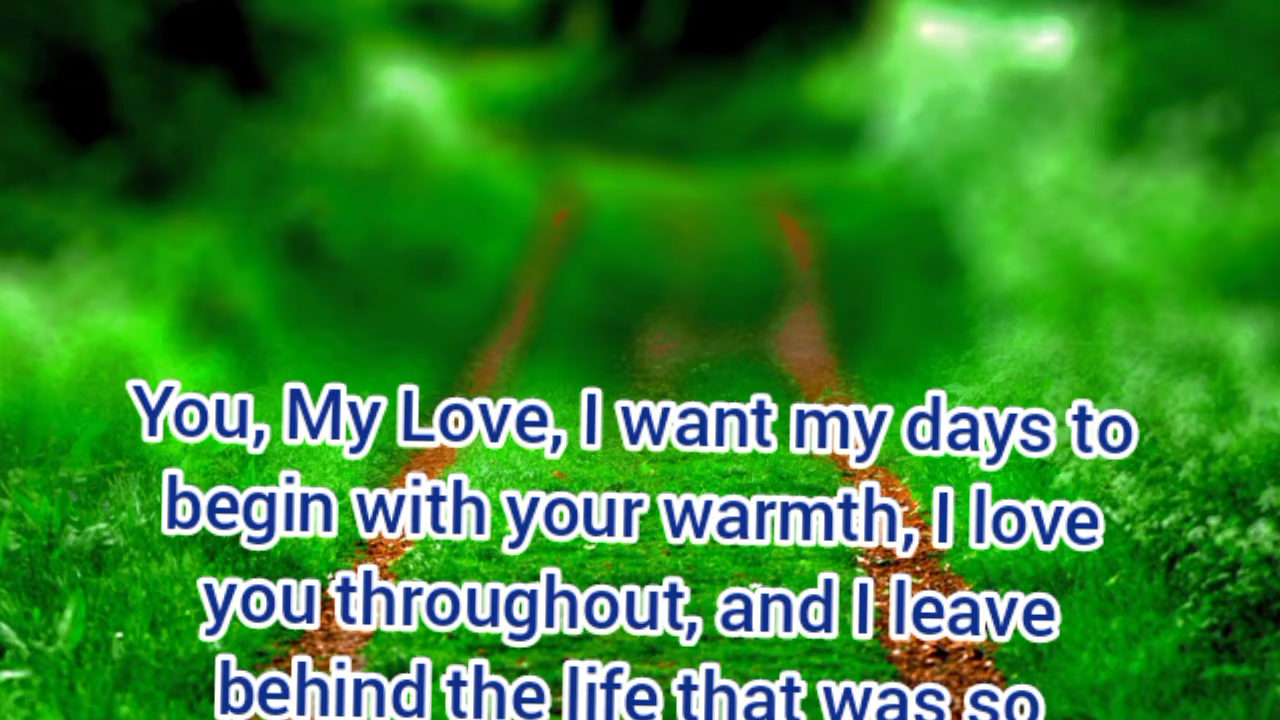 You, My Love, I want my days to
begin with your warmth, I love
you throughout, and I leave
behind the life that was so